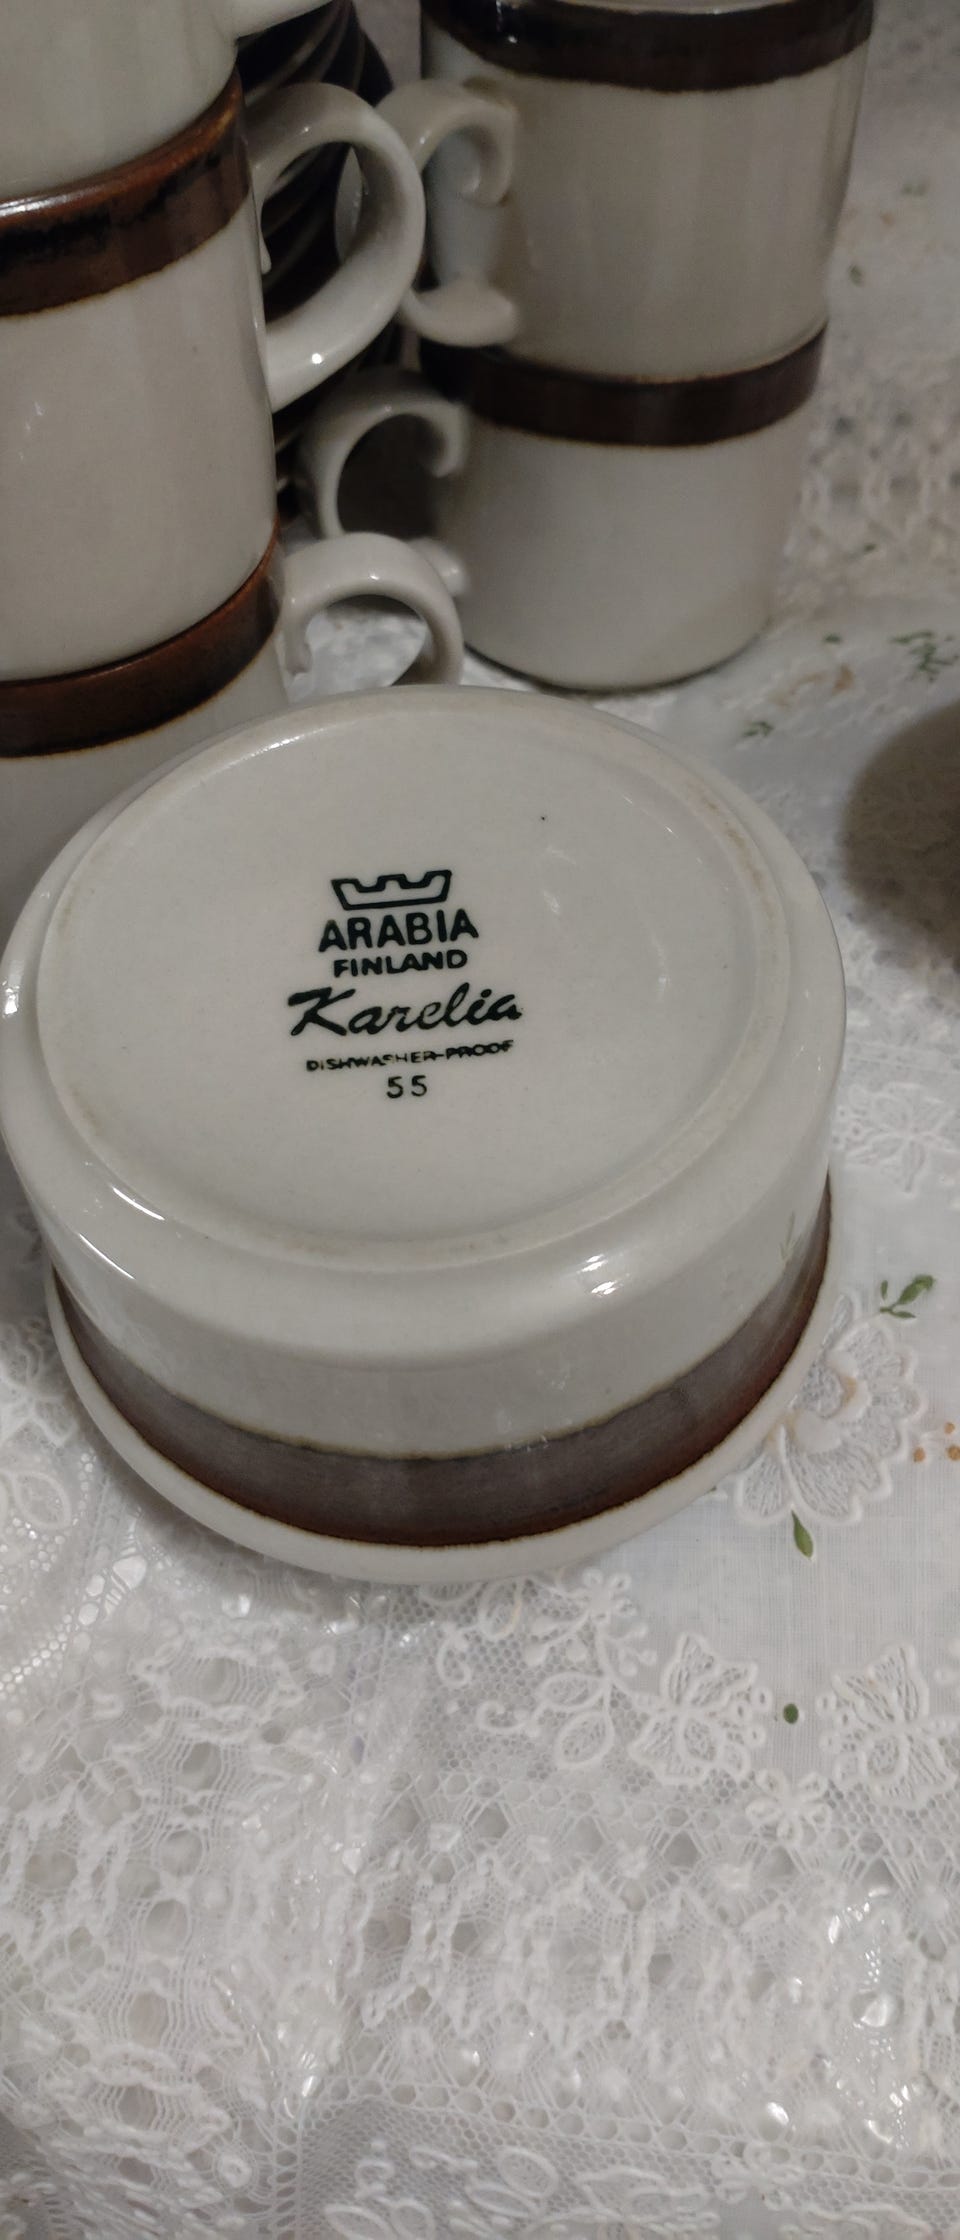 ARABIA
FINLAND
Karelia
DISHWASHER-PROOF
55